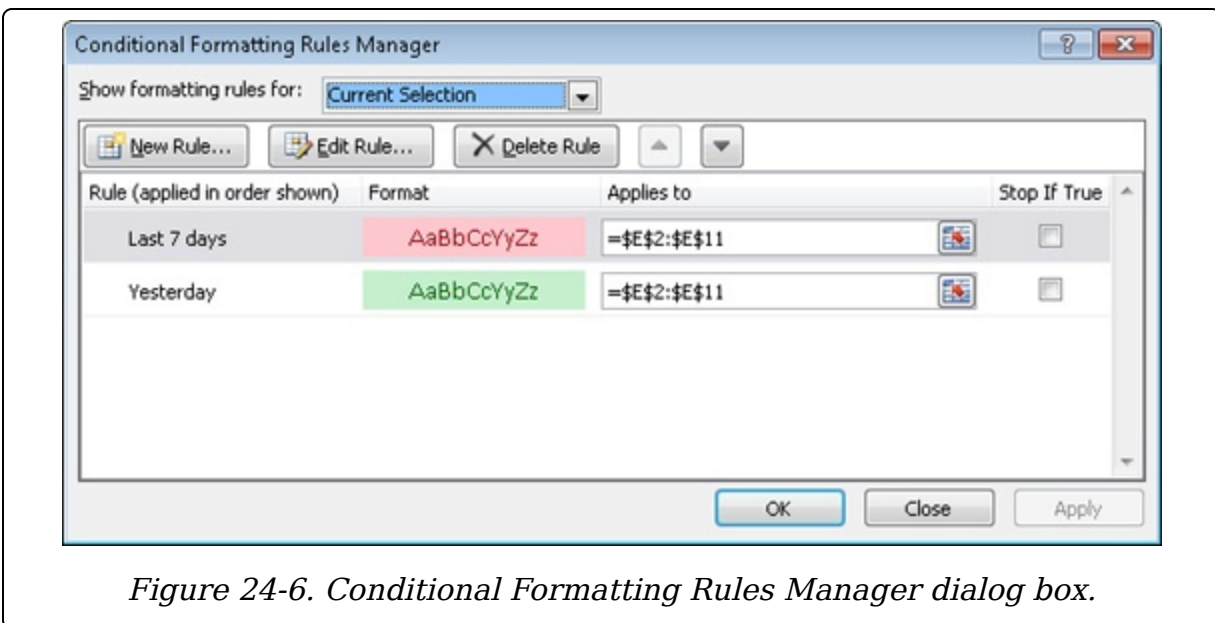 Conditional Formatting Rules Manager
Show formatting rules for: Current Selection
New Rule... Edit Rule... Delete Rule
Rule (applied in order shown) Format Applies to Stop If True
Last 7 days AaBbCcYyZz =$E$2:$E$11
Yesterday AaBbCcYyZz =$E$2:$E$11
OK Close Apply
Figure 24-6. Conditional Formatting Rules Manager dialog box.